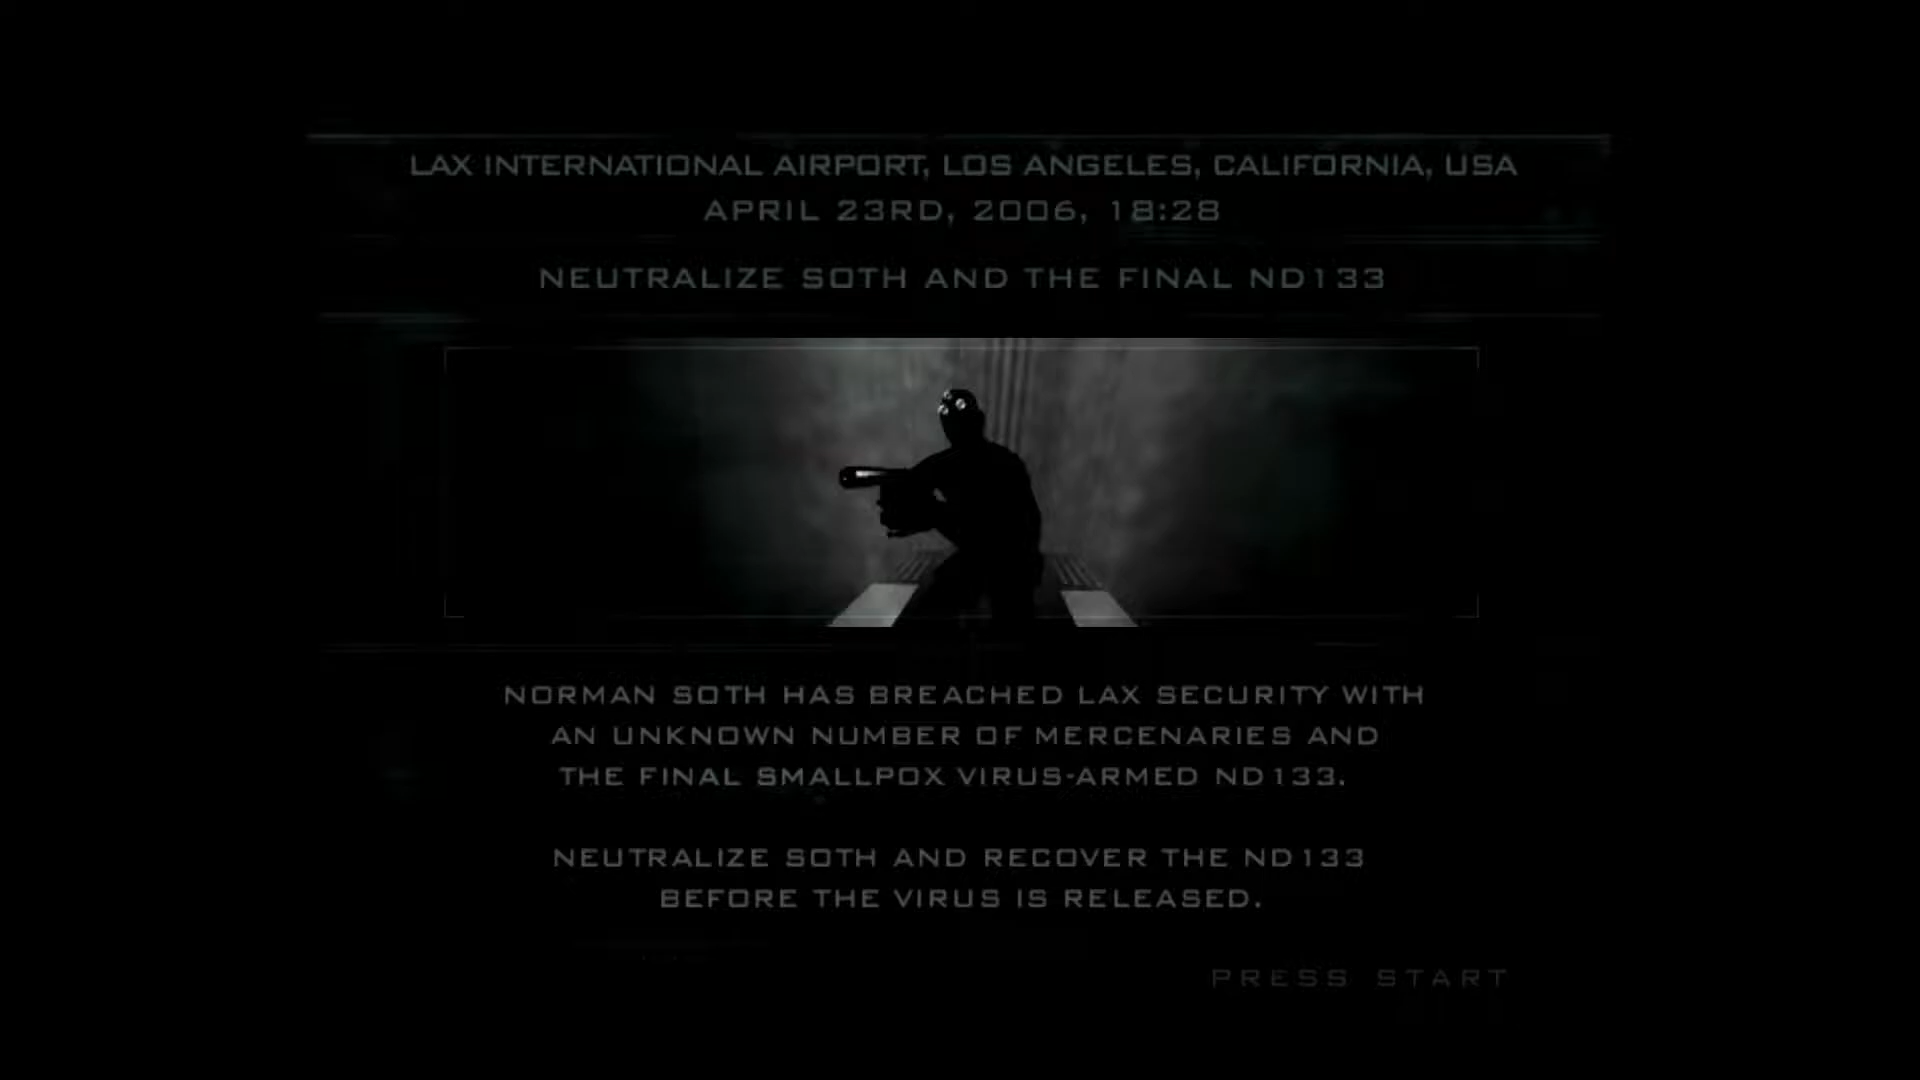 LAX INTERNATIONAL AIRPORT, LOS ANGELES, CALIFORNIA, USA
APRIL 23RD, 2006, 18:28
NEUTRALIZE SOTH AND THE FINAL ND133
NORMAN SOTH HAS BREACHED LAX SECURITY WITH
AN UNKNOWN NUMBER OF MERCENARIES AND
THE FINAL SMALLPOX VIRUS-ARMED ND133.
NEUTRALIZE SOTH AND RECOVER THE ND133
BEFORE THE VIRUS IS RELEASED.
PRESS START